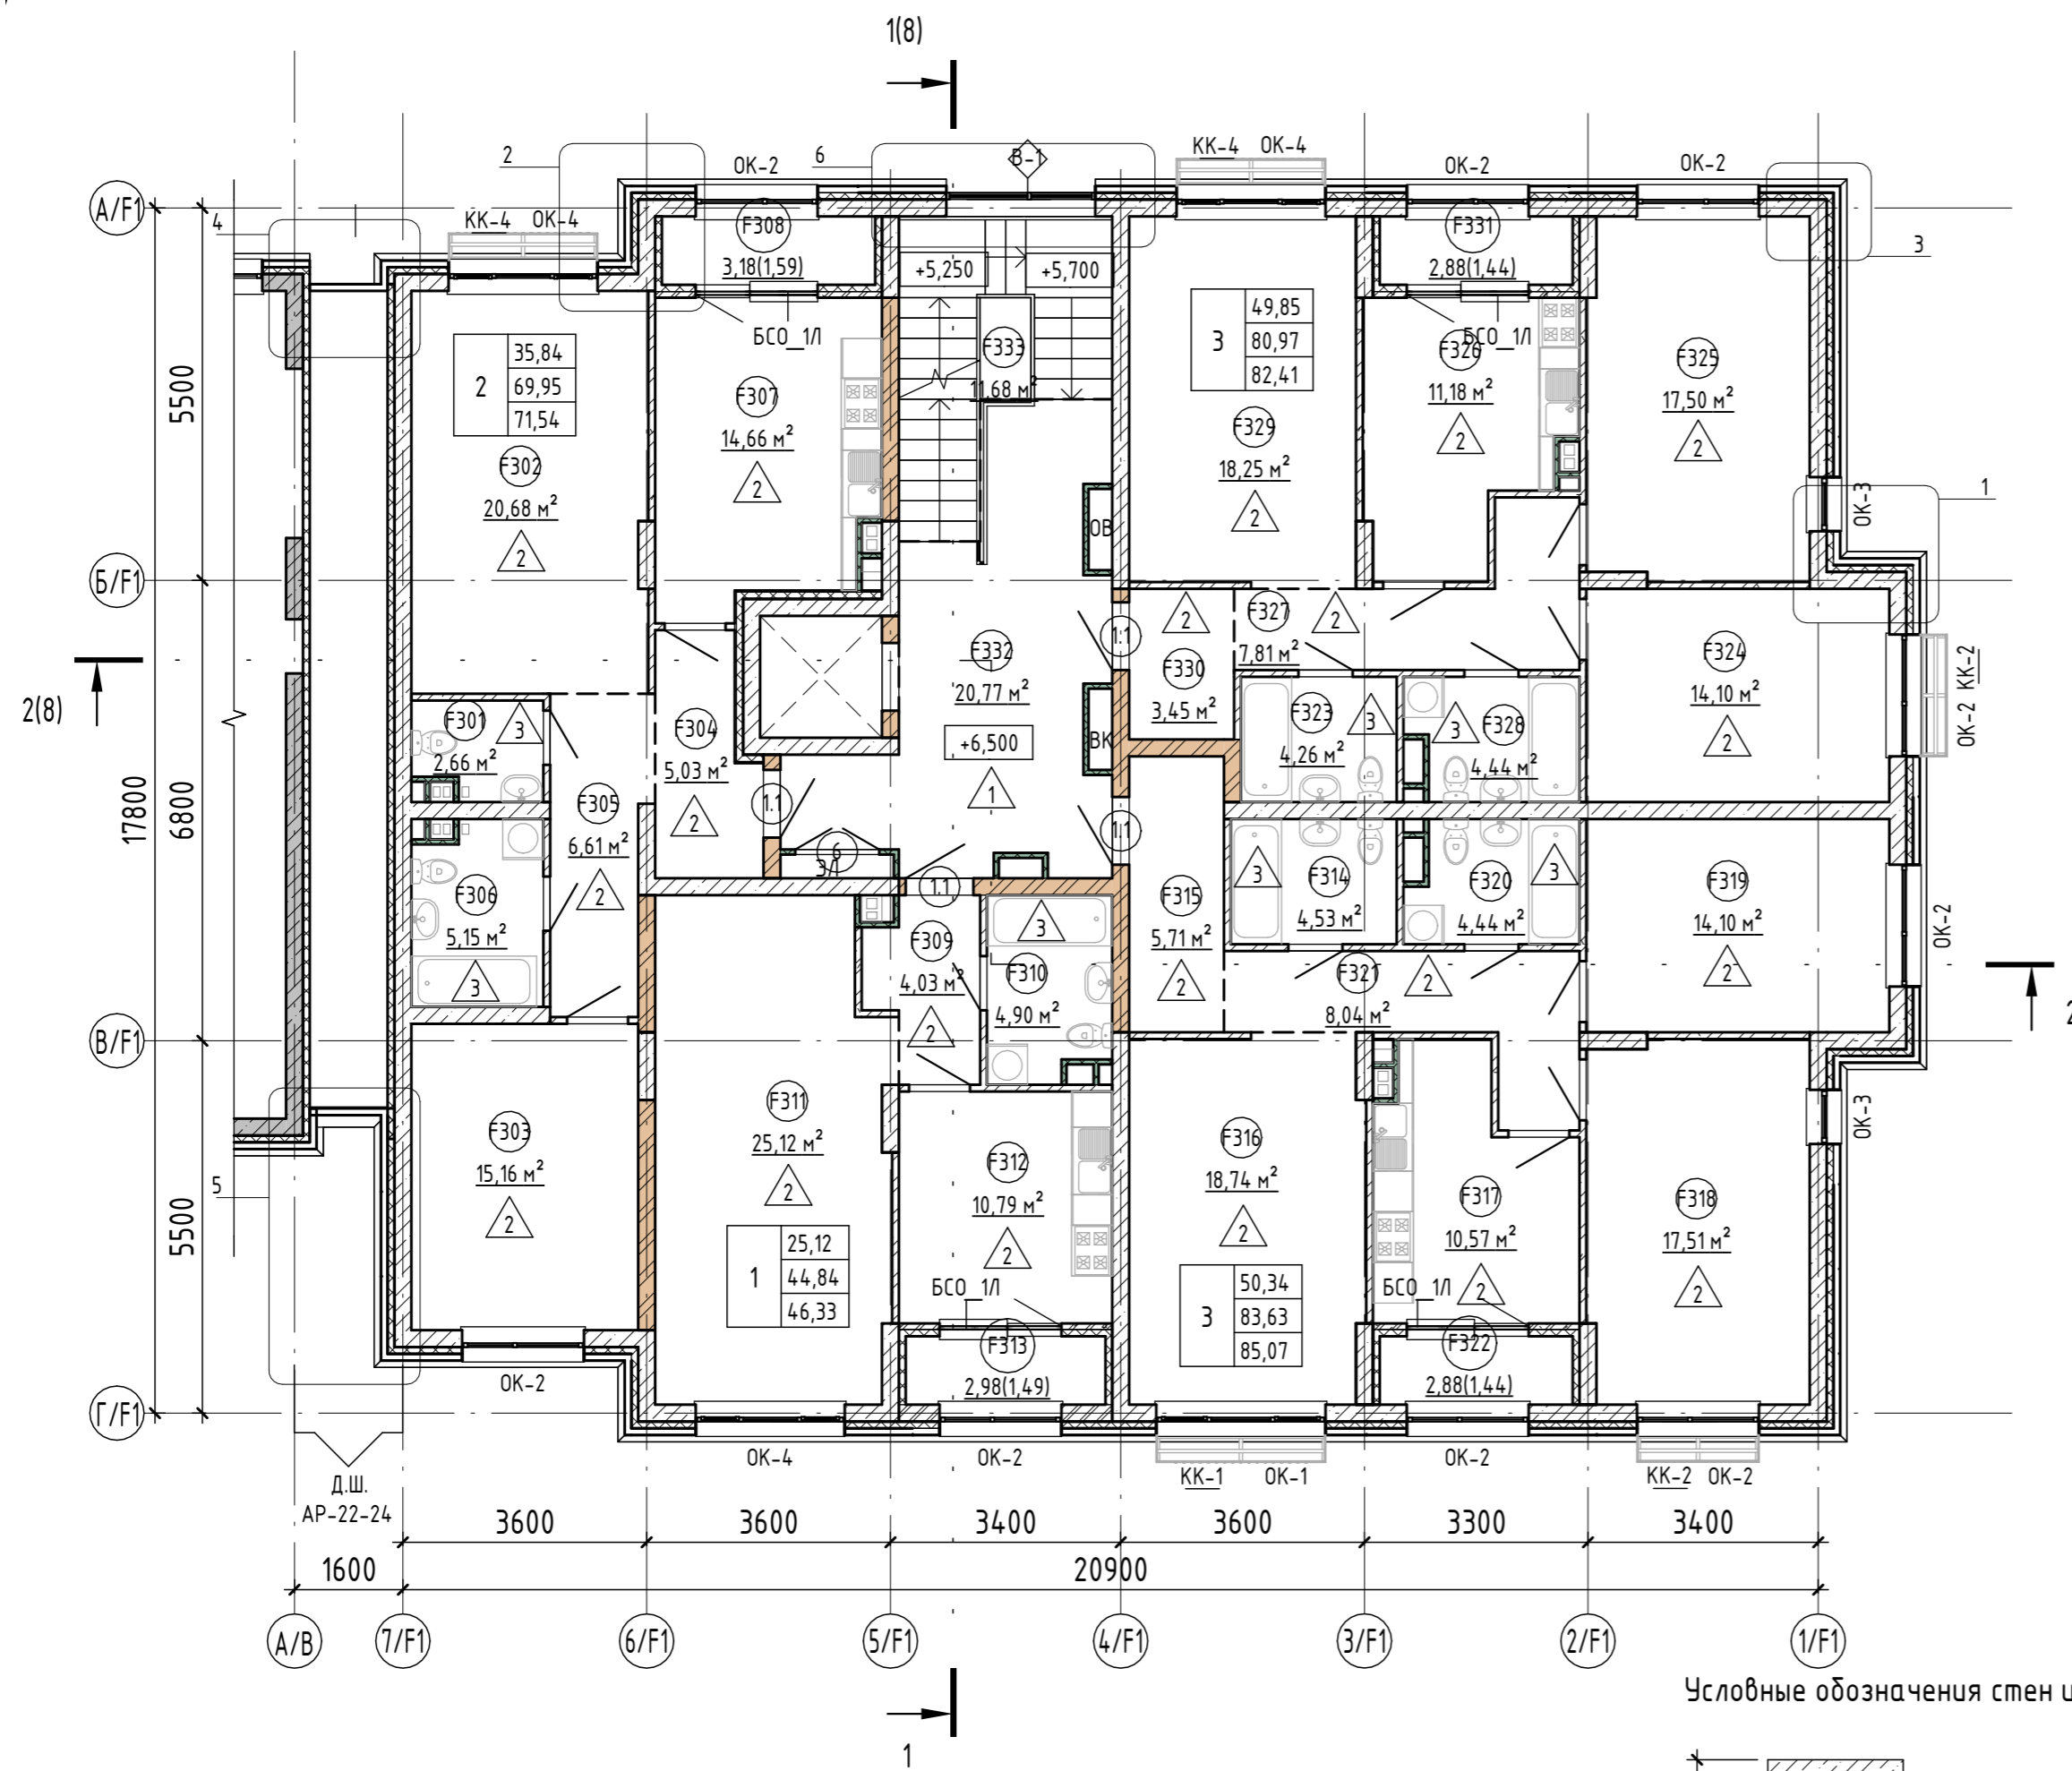 1(8)
2
6
В-1
КК-4 ОК-4
ОК-2
ОК-2
ОК-2
А/F1
4
КК-4 ОК-4
F308
3,18(1,59)
+5,250
+5,700
F331
2,88(1,44)
3
БСО_1Л
F333
11,68 м²
2
35,84
69,95
71,54
3
49,85
80,97
82,41
F326
БСО_1Л
11,18 м²
2
F325
17,50 м²
2
5500
F307
14,66 м²
2
F302
20,68 м²
2
F329
18,25 м²
2
1
ОК-3
ОВ
Б/F1
F332
20,77 м²
+6,500
1
1.1
2
F327
7,81 м²
2
F330
3,45 м²
F324
14,10 м²
2
ОК-2 КК-2
2(8)
F301
2,66 м²
3
F304
5,03 м²
2
ВК
F323
4,26 м²
3
F328
4,44 м²
3
17800
6800
F305
6,61 м²
2
1.1
6
ЭЛ
1.1
1.1
F306
5,15 м²
3
F315
5,71 м²
2
F314
4,53 м²
3
F320
4,44 м²
3
F319
14,10 м²
2
ОК-2
F309
4,03 м²
2
F310
4,90 м²
3
F321
8,04 м²
2
2
В/F1
ОК-3
F303
15,16 м²
2
F311
25,12 м²
2
F312
10,79 м²
2
F316
18,74 м²
2
F317
10,57 м²
2
F318
17,51 м²
2
5500
5
1
25,12
44,84
46,33
БСО_1Л
3
50,34
83,63
85,07
БСО_1Л
F313
2,98(1,49)
F322
2,88(1,44)
Г/F1
ОК-2
ОК-4
ОК-2
КК-1 ОК-1
ОК-2
КК-2 ОК-2
Д.Ш.
АР-22-24
3600
3600
3400
3600
3300
3400
1600
20900
А/В
7/F1
6/F1
5/F1
4/F1
3/F1
2/F1
1/F1
1
Условные обозначения стен и